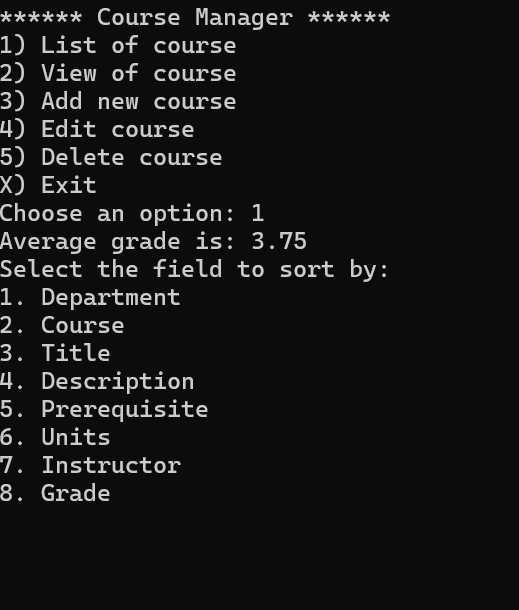 ****** Course Manager ******
1) List of course
2) View of course
3) Add new course
4) Edit course
5) Delete course
X) Exit
Choose an option: 1
Average grade is: 3.75
Select the field to sort by:
1. Department
2. Course
3. Title
4. Description
5. Prerequisite
6. Units
7. Instructor
8. Grade